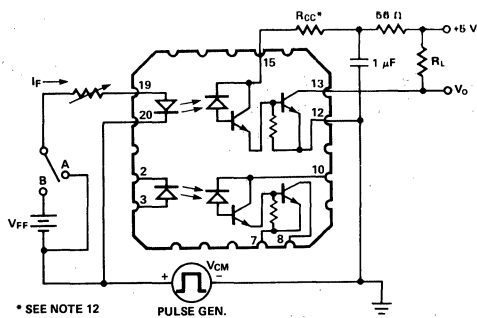 RCC*
56 Ω
+5 V
15
1 µF
RL
IF
19
13
VO
20
12
A
2
10
B
3
VFF
7
8
+
VCM
−
* SEE NOTE 12
PULSE GEN.